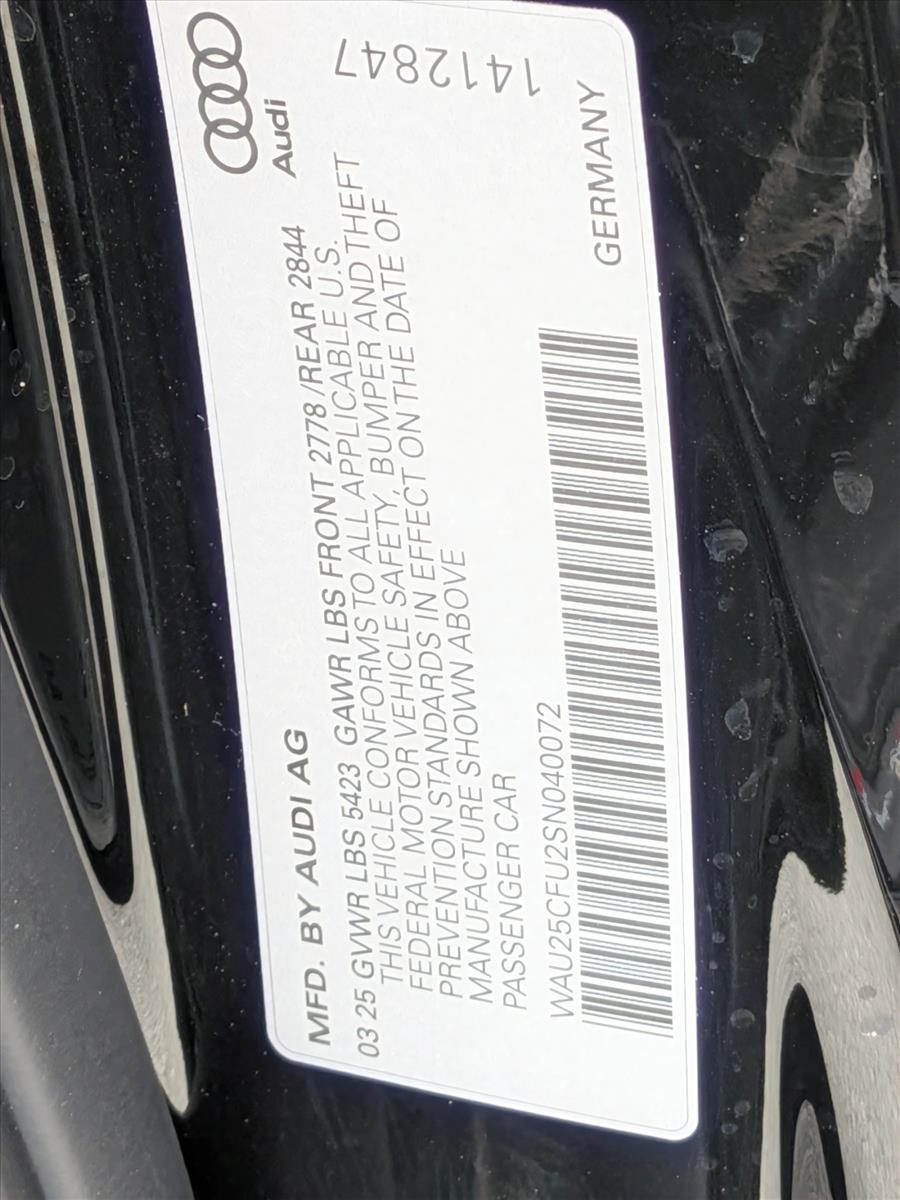 Audi
MFD. BY AUDI AG
03 25 GVWR LBS 5423 GAWR LBS FRONT 2778/REAR 2844
THIS VEHICLE CONFORMS TO ALL APPLICABLE U.S.
FEDERAL MOTOR VEHICLE SAFETY, BUMPER AND THEFT
PREVENTION STANDARDS IN EFFECT ON THE DATE OF
MANUFACTURE SHOWN ABOVE
PASSENGER CAR
1412847
WAU25CFU2SN040072
GERMANY